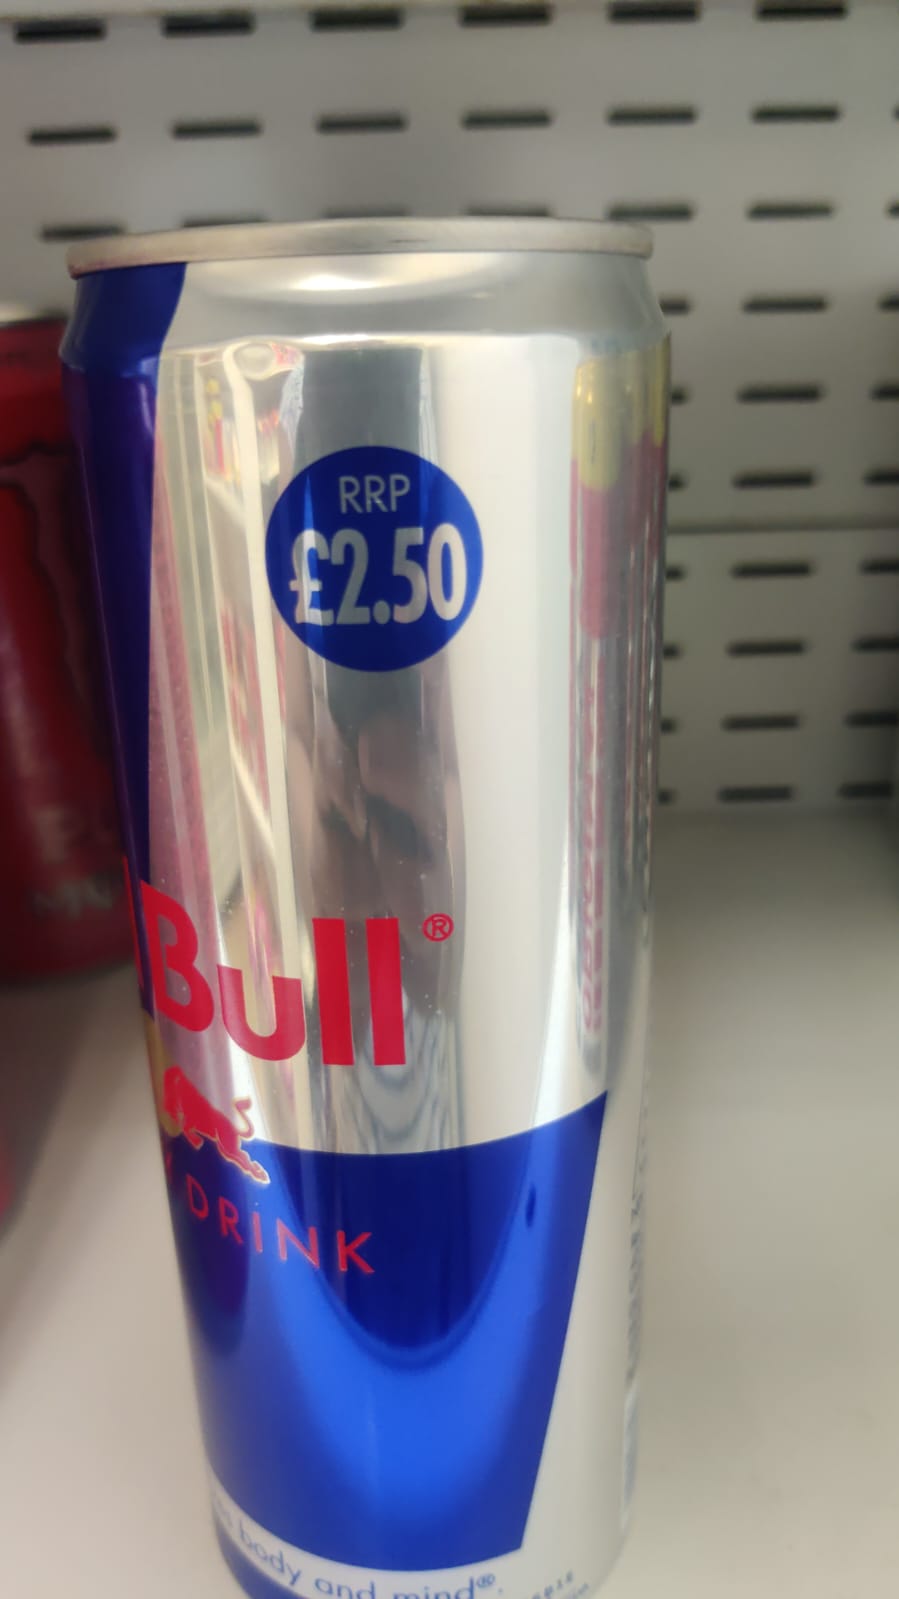 RRP
£2.50
Bull®
DRINK
body and mind®.